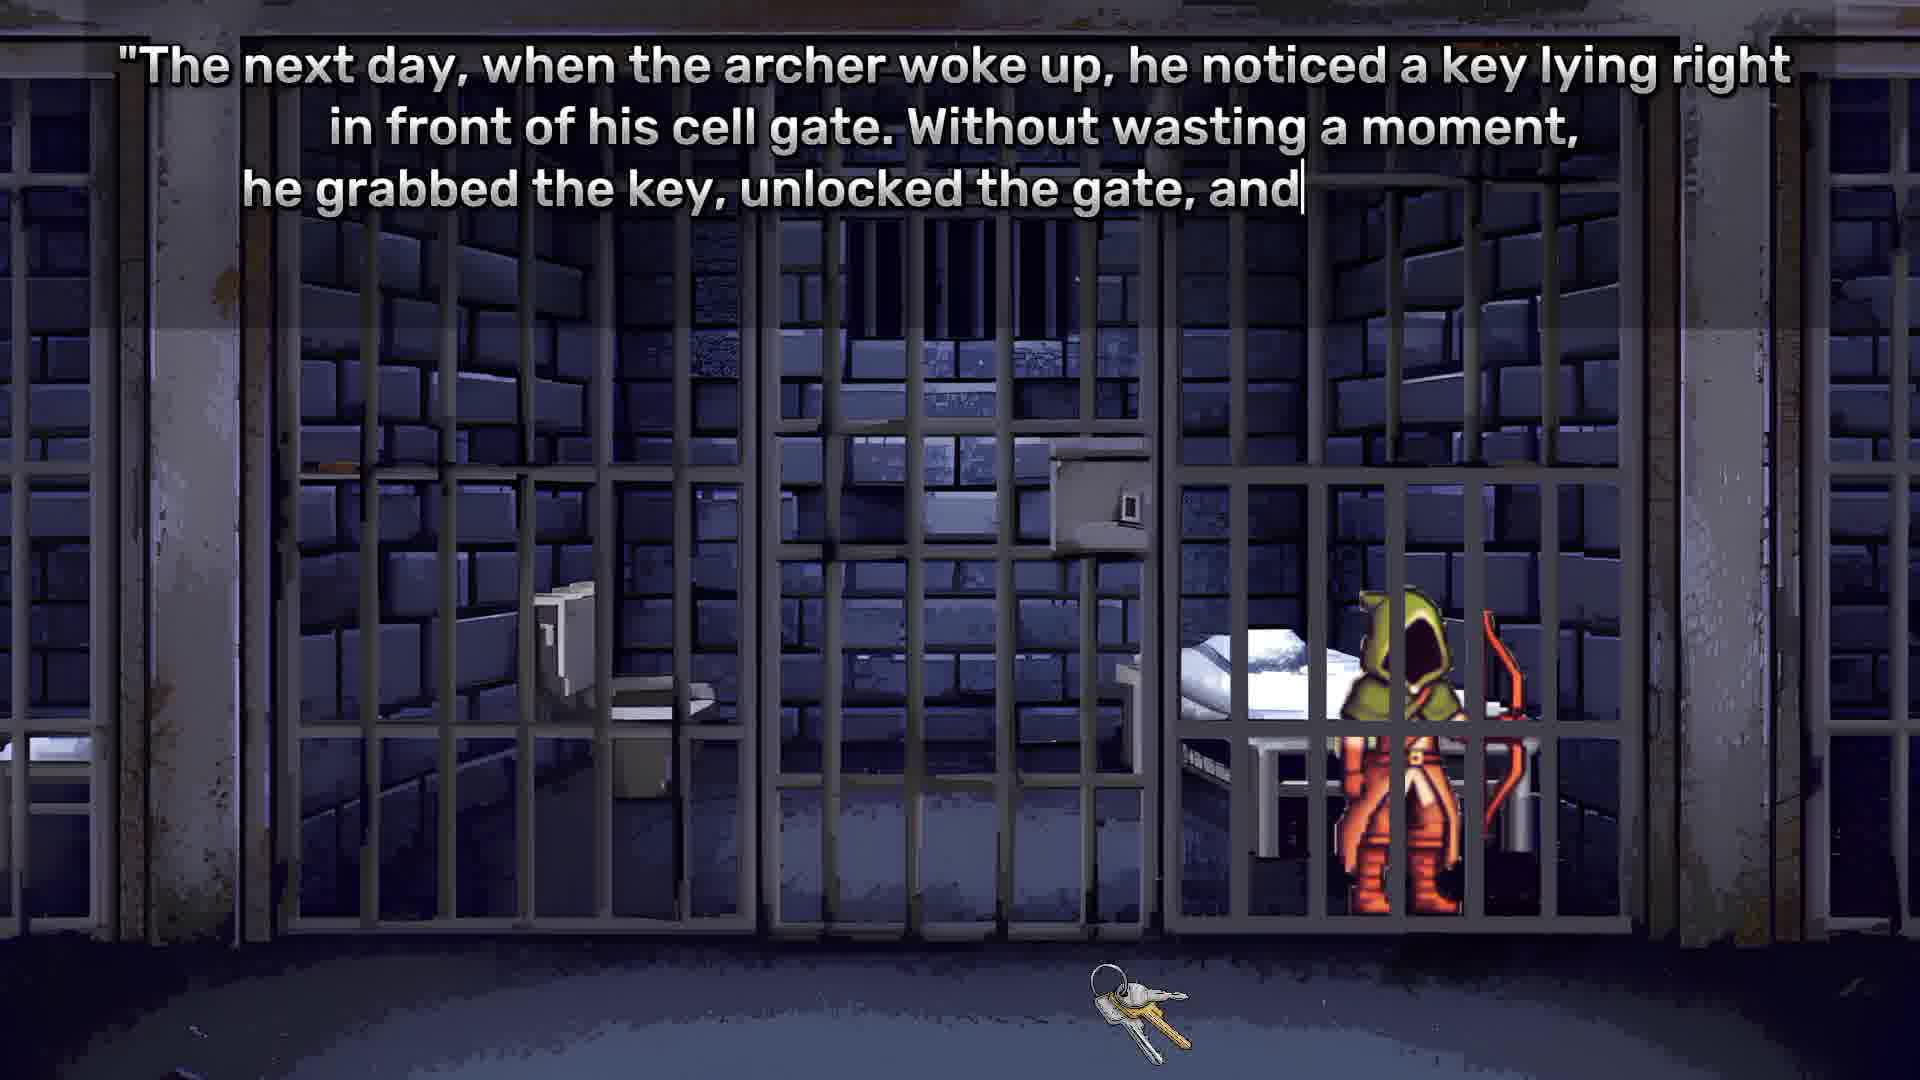 "The next day, when the archer woke up, he noticed a key lying right
in front of his cell gate. Without wasting a moment,
he grabbed the key, unlocked the gate, and